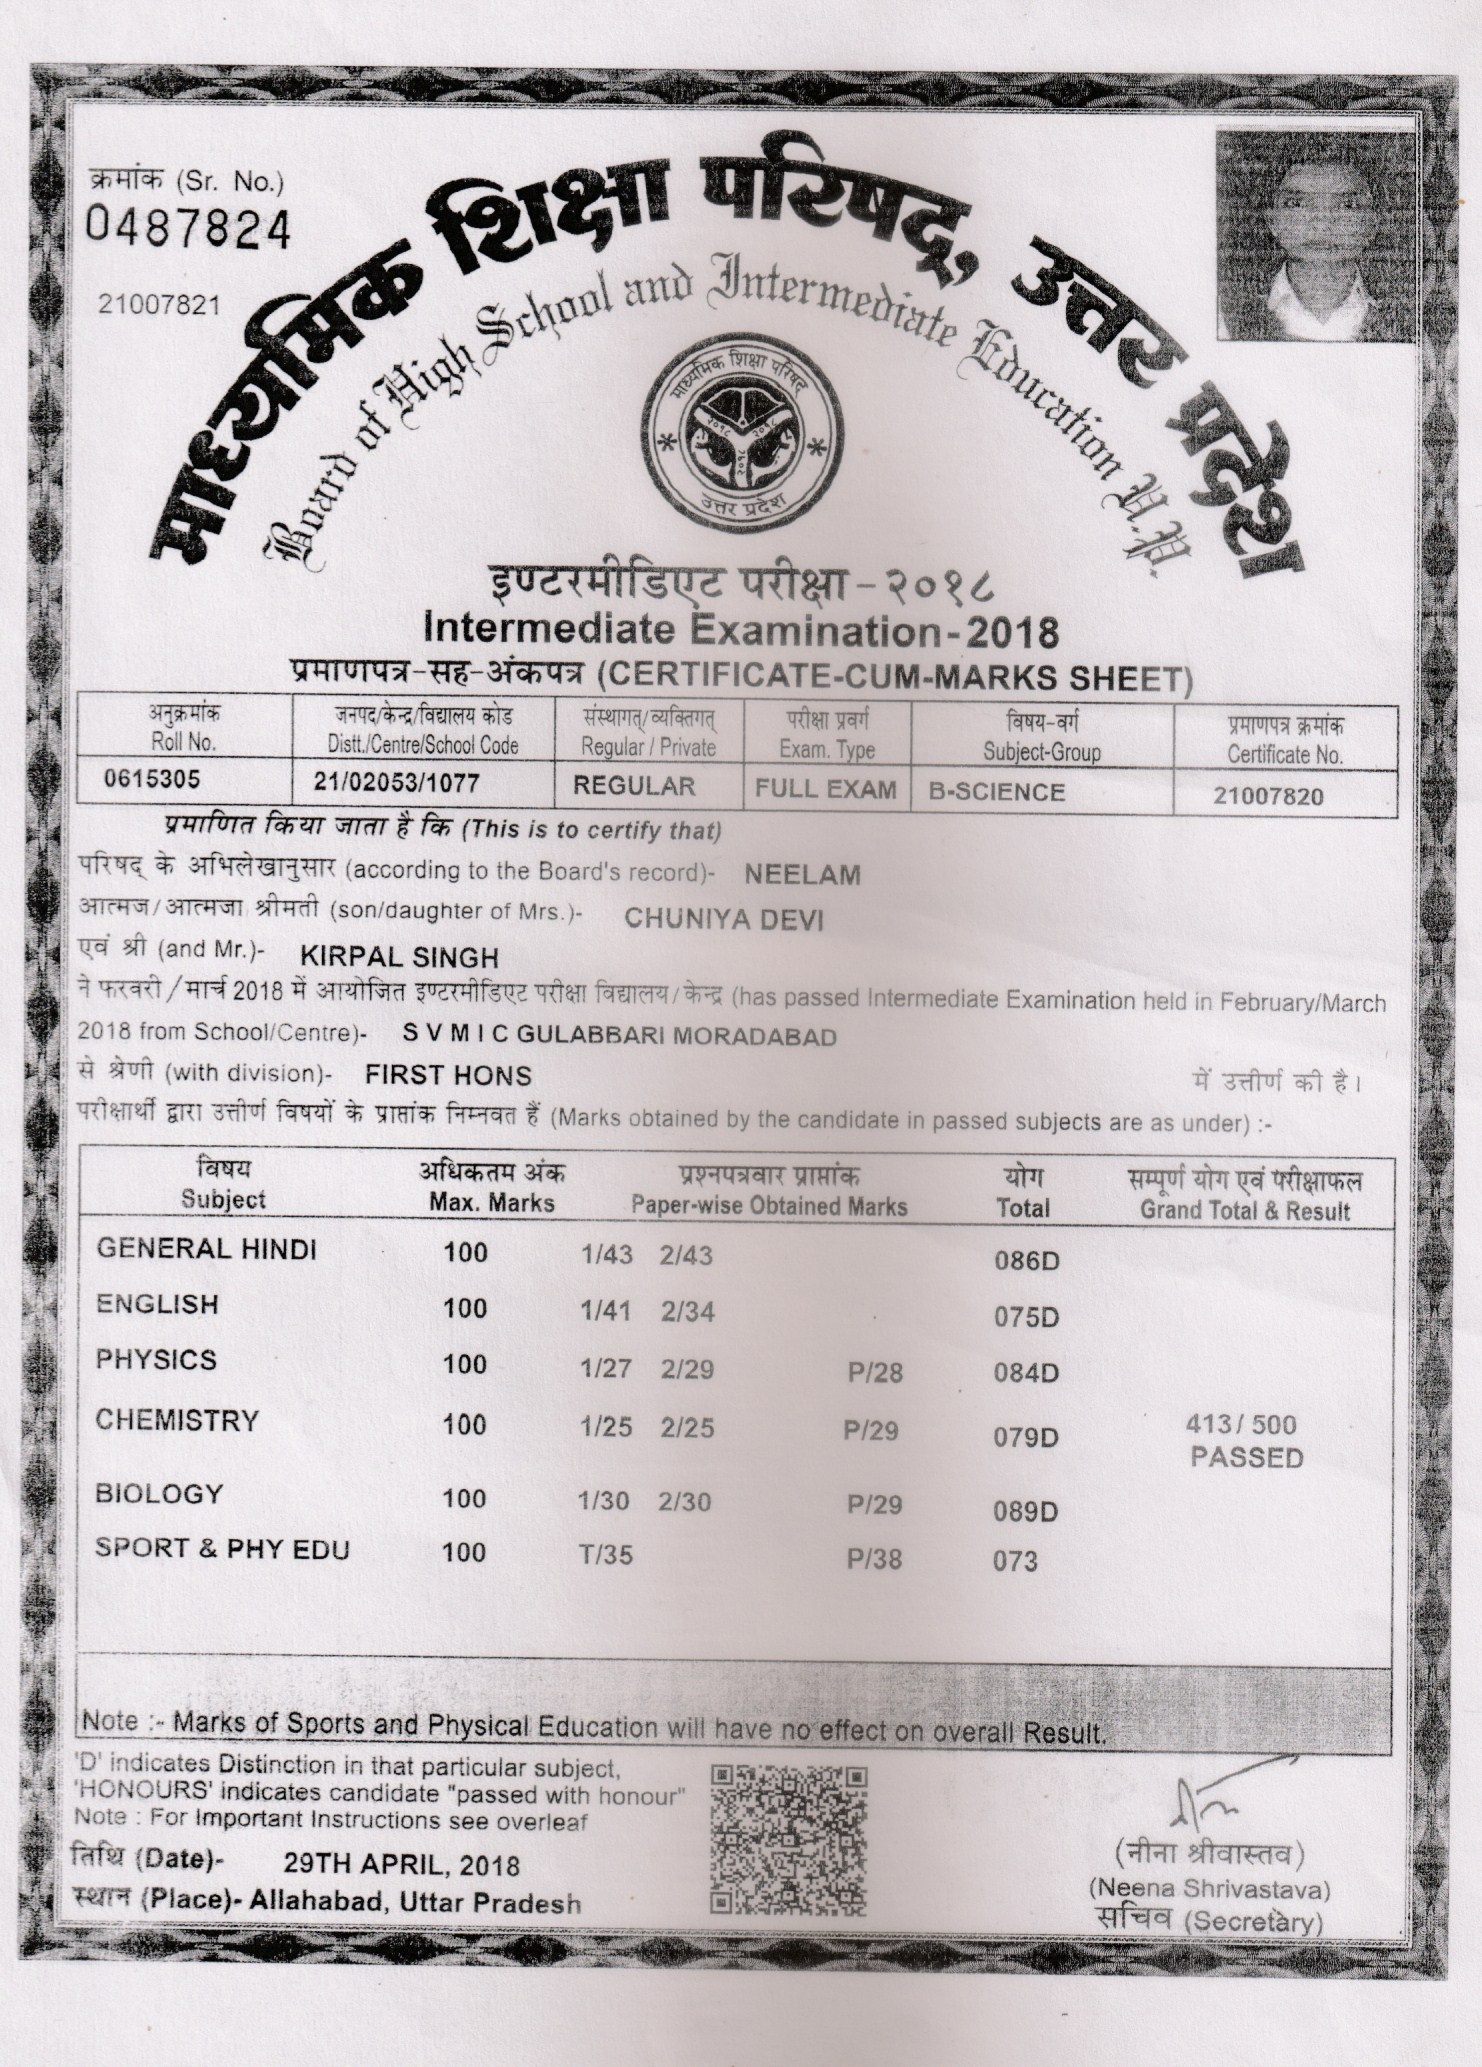 क्रमांक (Sr. No.)
0487824
21007821
माध्यमिक शिक्षा परिषद्, उत्तर प्रदेश
Board of High School and Intermediate Education U.P.
माध्यमिक शिक्षा परिषद्
२०१८ २०१८
२०१८
उत्तर प्रदेश
इण्टरमीडिएट परीक्षा-२०१८
Intermediate Examination-2018
प्रमाणपत्र-सह-अंकपत्र (CERTIFICATE-CUM-MARKS SHEET)
अनुक्रमांक जनपद/केन्द्र/विद्यालय कोड संस्थागत्/व्यक्तिगत् परीक्षा प्रवर्ग विषय-वर्ग प्रमाणपत्र क्रमांक
Roll No. Distt./Centre/School Code Regular / Private Exam. Type Subject-Group Certificate No.
0615305 21/02053/1077 REGULAR FULL EXAM B-SCIENCE 21007820
प्रमाणित किया जाता है कि (This is to certify that)
परिषद् के अभिलेखानुसार (according to the Board's record)- NEELAM
आत्मज/आत्मजा श्रीमती (son/daughter of Mrs.)- CHUNIYA DEVI
एवं श्री (and Mr.)- KIRPAL SINGH
ने फरवरी/मार्च 2018 में आयोजित इण्टरमीडिएट परीक्षा विद्यालय/केन्द्र (has passed Intermediate Examination held in February/March
2018 from School/Centre)- S V M I C GULABBARI MORADABAD
से श्रेणी (with division)- FIRST HONS में उत्तीर्ण की है।
परीक्षार्थी द्वारा उत्तीर्ण विषयों के प्राप्तांक निम्नवत हैं (Marks obtained by the candidate in passed subjects are as under) :-
विषय अधिकतम अंक प्रश्नपत्रवार प्राप्तांक योग सम्पूर्ण योग एवं परीक्षाफल
Subject Max. Marks Paper-wise Obtained Marks Total Grand Total & Result
GENERAL HINDI 100 1/43 2/43 086D
ENGLISH 100 1/41 2/34 075D
PHYSICS 100 1/27 2/29 P/28 084D
CHEMISTRY 100 1/25 2/25 P/29 079D 413/ 500
PASSED
BIOLOGY 100 1/30 2/30 P/29 089D
SPORT & PHY EDU 100 T/35 P/38 073
Note :- Marks of Sports and Physical Education will have no effect on overall Result.
'D' indicates Distinction in that particular subject,
'HONOURS' indicates candidate "passed with honour"
Note : For Important Instructions see overleaf
तिथि (Date)- 29TH APRIL, 2018
स्थान (Place)- Allahabad, Uttar Pradesh
(नीना श्रीवास्तव)
(Neena Shrivastava)
सचिव (Secretary)